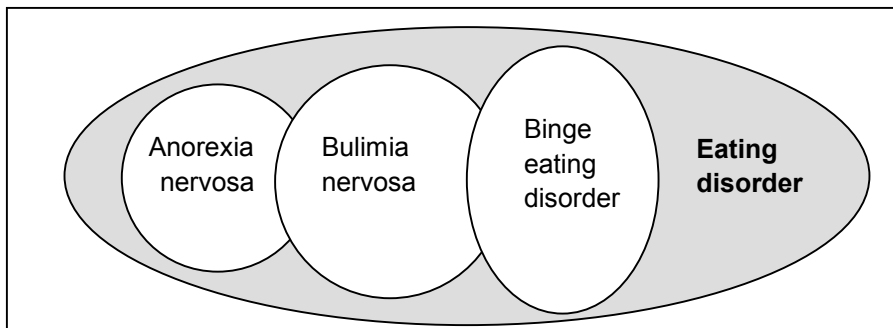 Anorexia
nervosa
Bulimia
nervosa
Binge
eating
disorder
Eating
disorder